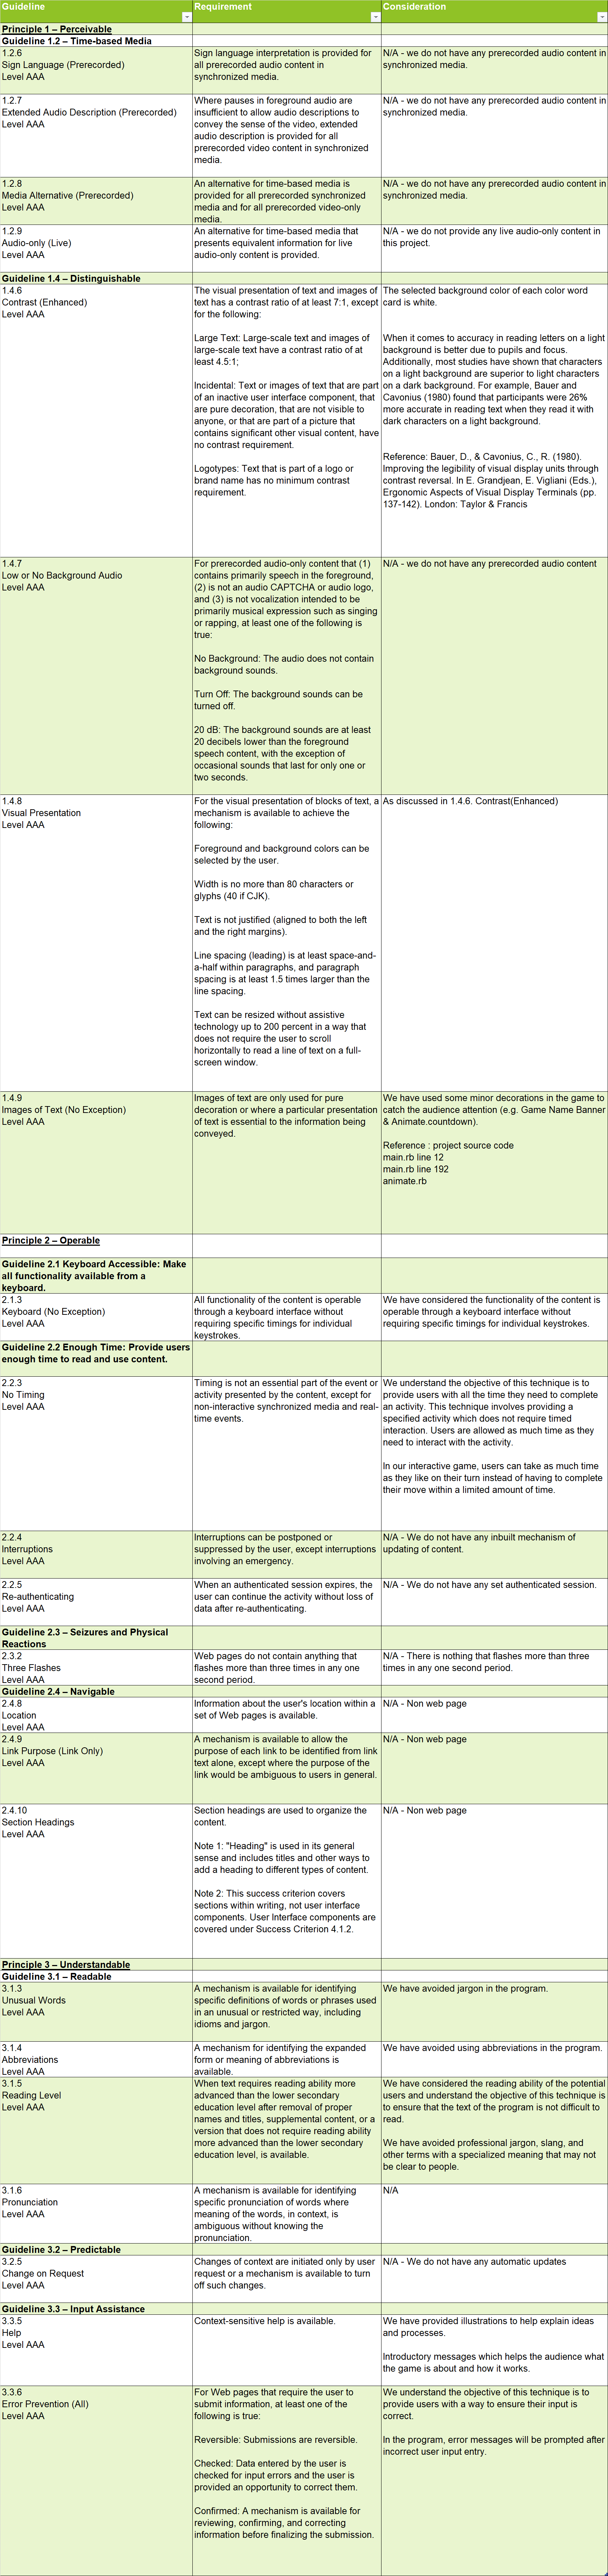 Guideline
Requirement
Consideration
Principle 1 – Perceivable
Guideline 1.2 – Time-based Media
1.2.6
Sign Language (Prerecorded)
Level AAA
Sign language interpretation is provided for
all prerecorded audio content in
synchronized media.
N/A - we do not have any prerecorded audio content in
synchronized media.
1.2.7
Extended Audio Description (Prerecorded)
Level AAA
Where pauses in foreground audio are
insufficient to allow audio descriptions to
convey the sense of the video, extended
audio description is provided for all
prerecorded video content in synchronized
media.
N/A - we do not have any prerecorded audio content in
synchronized media.
1.2.8
Media Alternative (Prerecorded)
Level AAA
An alternative for time-based media is
provided for all prerecorded synchronized
media and for all prerecorded video-only
media.
N/A - we do not have any prerecorded audio content in
synchronized media.
1.2.9
Audio-only (Live)
Level AAA
An alternative for time-based media that
presents equivalent information for live
audio-only content is provided.
N/A - we do not provide any live audio-only content in
this project.
Guideline 1.4 – Distinguishable
1.4.6
Contrast (Enhanced)
Level AAA
The visual presentation of text and images of
text has a contrast ratio of at least 7:1, except
for the following:
Large Text: Large-scale text and images of
large-scale text have a contrast ratio of at
least 4.5:1;
Incidental: Text or images of text that are part
of an inactive user interface component, that
are pure decoration, that are not visible to
anyone, or that are part of a picture that
contains significant other visual content, have
no contrast requirement.
Logotypes: Text that is part of a logo or
brand name has no minimum contrast
requirement.
The selected background color of each color word
card is white.
When it comes to accuracy in reading letters on a light
background is better due to pupils and focus.
Additionally, most studies have shown that characters
on a light background are superior to light characters
on a dark background. For example, Bauer and
Cavonius (1980) found that participants were 26%
more accurate in reading text when they read it with
dark characters on a light background.
Reference: Bauer, D., & Cavonius, C., R. (1980).
Improving the legibility of visual display units through
contrast reversal. In E. Grandjean, E. Vigliani (Eds.),
Ergonomic Aspects of Visual Display Terminals (pp.
137-142). London: Taylor & Francis
1.4.7
Low or No Background Audio
Level AAA
For prerecorded audio-only content that (1)
contains primarily speech in the foreground,
(2) is not an audio CAPTCHA or audio logo,
and (3) is not vocalization intended to be
primarily musical expression such as singing
or rapping, at least one of the following is
true:
No Background: The audio does not contain
background sounds.
Turn Off: The background sounds can be
turned off.
20 dB: The background sounds are at least
20 decibels lower than the foreground
speech content, with the exception of
occasional sounds that last for only one or
two seconds.
N/A - we do not have any prerecorded audio content
1.4.8
Visual Presentation
Level AAA
For the visual presentation of blocks of text, a
mechanism is available to achieve the
following:
Foreground and background colors can be
selected by the user.
Width is no more than 80 characters or
glyphs (40 if CJK).
Text is not justified (aligned to both the left
and the right margins).
Line spacing (leading) is at least space-and-
a-half within paragraphs, and paragraph
spacing is at least 1.5 times larger than the
line spacing.
Text can be resized without assistive
technology up to 200 percent in a way that
does not require the user to scroll
horizontally to read a line of text on a full-
screen window.
As discussed in 1.4.6. Contrast(Enhanced)
1.4.9
Images of Text (No Exception)
Level AAA
Images of text are only used for pure
decoration or where a particular presentation
of text is essential to the information being
conveyed.
We have used some minor decorations in the game to
catch the audience attention (e.g. Game Name Banner
& Animate.countdown).
Reference : project source code
main.rb line 12
main.rb line 192
animate.rb
Principle 2 – Operable
Guideline 2.1 Keyboard Accessible: Make
all functionality available from a
keyboard.
2.1.3
Keyboard (No Exception)
Level AAA
All functionality of the content is operable
through a keyboard interface without
requiring specific timings for individual
keystrokes.
We have considered the functionality of the content is
operable through a keyboard interface without
requiring specific timings for individual keystrokes.
Guideline 2.2 Enough Time: Provide users
enough time to read and use content.
2.2.3
No Timing
Level AAA
Timing is not an essential part of the event or
activity presented by the content, except for
non-interactive synchronized media and real-
time events.
We understand the objective of this technique is to
provide users with all the time they need to complete
an activity. This technique involves providing a
specified activity which does not require timed
interaction. Users are allowed as much time as they
need to interact with the activity.
In our interactive game, users can take as much time
as they like on their turn instead of having to complete
their move within a limited amount of time.
2.2.4
Interruptions
Level AAA
Interruptions can be postponed or
suppressed by the user, except interruptions
involving an emergency.
N/A - We do not have any inbuilt mechanism of
updating of content.
2.2.5
Re-authenticating
Level AAA
When an authenticated session expires, the
user can continue the activity without loss of
data after re-authenticating.
N/A - We do not have any set authenticated session.
Guideline 2.3 – Seizures and Physical
Reactions
2.3.2
Three Flashes
Level AAA
Web pages do not contain anything that
flashes more than three times in any one
second period.
N/A - There is nothing that flashes more than three
times in any one second period.
Guideline 2.4 – Navigable
2.4.8
Location
Level AAA
Information about the user's location within a
set of Web pages is available.
N/A - Non web page
2.4.9
Link Purpose (Link Only)
Level AAA
A mechanism is available to allow the
purpose of each link to be identified from link
text alone, except where the purpose of the
link would be ambiguous to users in general.
N/A - Non web page
2.4.10
Section Headings
Level AAA
Section headings are used to organize the
content.
Note 1: "Heading" is used in its general
sense and includes titles and other ways to
add a heading to different types of content.
Note 2: This success criterion covers
sections within writing, not user interface
components. User Interface components are
covered under Success Criterion 4.1.2.
N/A - Non web page
Principle 3 – Understandable
Guideline 3.1 – Readable
3.1.3
Unusual Words
Level AAA
A mechanism is available for identifying
specific definitions of words or phrases used
in an unusual or restricted way, including
idioms and jargon.
We have avoided jargon in the program.
3.1.4
Abbreviations
Level AAA
A mechanism for identifying the expanded
form or meaning of abbreviations is
available.
We have avoided using abbreviations in the program.
3.1.5
Reading Level
Level AAA
When text requires reading ability more
advanced than the lower secondary
education level after removal of proper
names and titles, supplemental content, or a
version that does not require reading ability
more advanced than the lower secondary
education level, is available.
We have considered the reading ability of the potential
users and understand the objective of this technique is
to ensure that the text of the program is not difficult to
read.
We have avoided professional jargon, slang, and
other terms with a specialized meaning that may not
be clear to people.
3.1.6
Pronunciation
Level AAA
A mechanism is available for identifying
specific pronunciation of words where
meaning of the words, in context, is
ambiguous without knowing the
pronunciation.
N/A
Guideline 3.2 – Predictable
3.2.5
Change on Request
Level AAA
Changes of context are initiated only by user
request or a mechanism is available to turn
off such changes.
N/A - We do not have any automatic updates
Guideline 3.3 – Input Assistance
3.3.5
Help
Level AAA
Context-sensitive help is available.
We have provided illustrations to help explain ideas
and processes.
Introductory messages which helps the audience what
the game is about and how it works.
3.3.6
Error Prevention (All)
Level AAA
For Web pages that require the user to
submit information, at least one of the
following is true:
Reversible: Submissions are reversible.
Checked: Data entered by the user is
checked for input errors and the user is
provided an opportunity to correct them.
Confirmed: A mechanism is available for
reviewing, confirming, and correcting
information before finalizing the submission.
We understand the objective of this technique is to
provide users with a way to ensure their input is
correct.
In the program, error messages will be prompted after
incorrect user input entry.